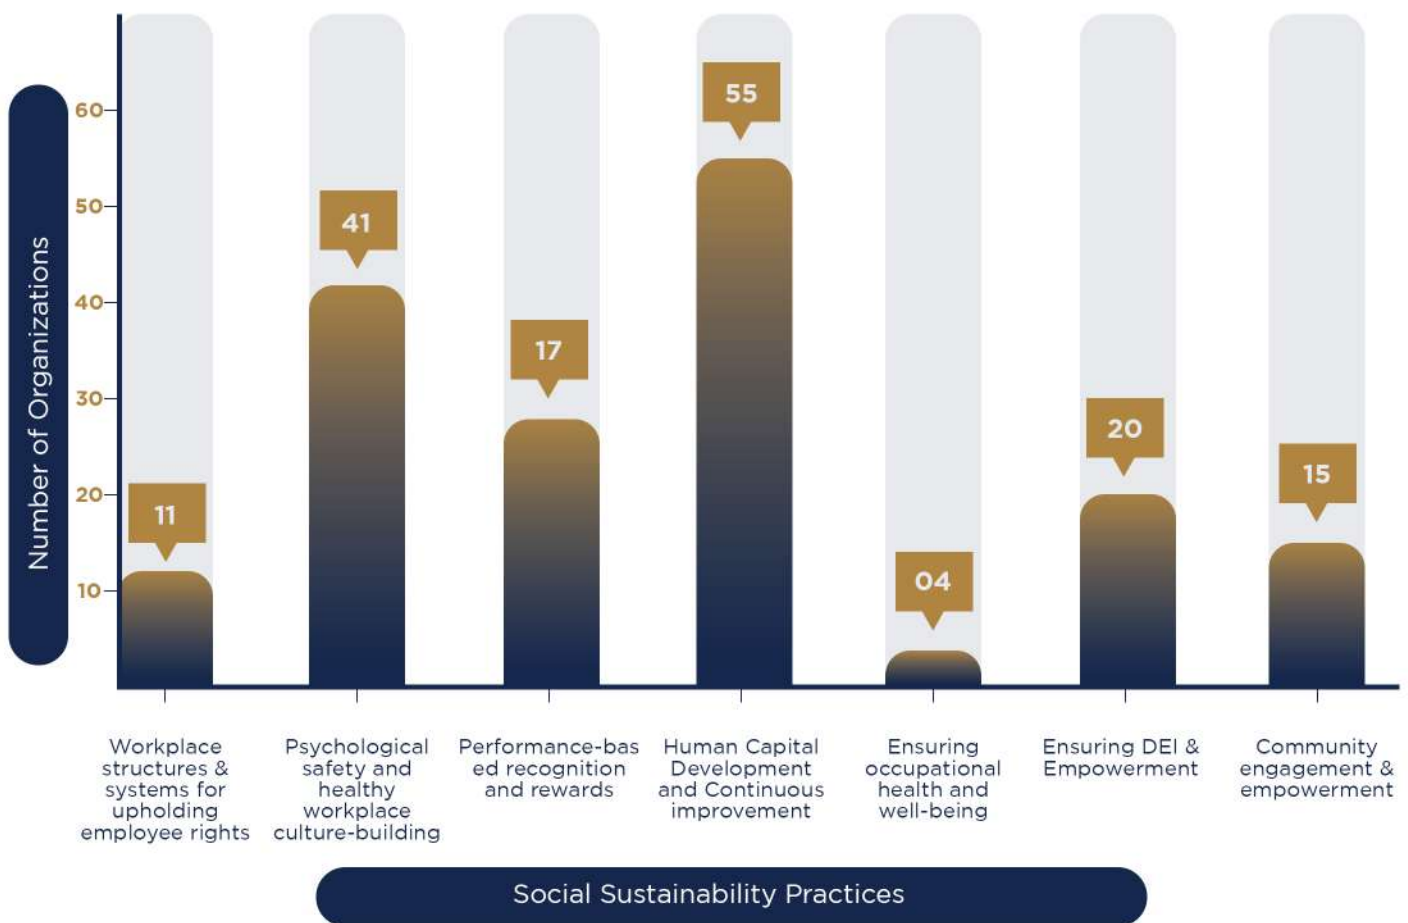 Number of Organizations
60
50
40
30
20
10
11
41
17
55
04
20
15
Workplace
structures &
systems for
upholding
employee rights
Psychological
safety and
healthy
workplace
culture-building
Performance-bas
ed recognition
and rewards
Human Capital
Development
and Continuous
improvement
Ensuring
occupational
health and
well-being
Ensuring DEI &
Empowerment
Community
engagement &
empowerment
Social Sustainability Practices